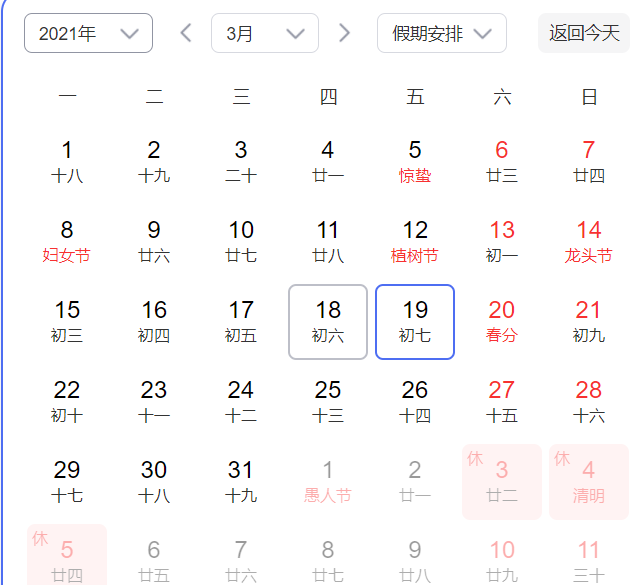 2021年 3月 假期安排 返回今天
一 二 三 四 五 六 日
1 2 3 4 5 6 7
十八 十九 二十 廿一 惊蛰 廿三 廿四
8 9 10 11 12 13 14
妇女节 廿六 廿七 廿八 植树节 初一 龙头节
15 16 17 18 19 20 21
初三 初四 初五 初六 初七 春分 初九
22 23 24 25 26 27 28
初十 十一 十二 十三 十四 十五 十六
29 30 31 1 2 休 3 休 4
十七 十八 十九 愚人节 廿一 廿二 清明
休 5 6 7 8 9 10 11
廿四 廿五 廿六 廿七 廿八 廿九 三十